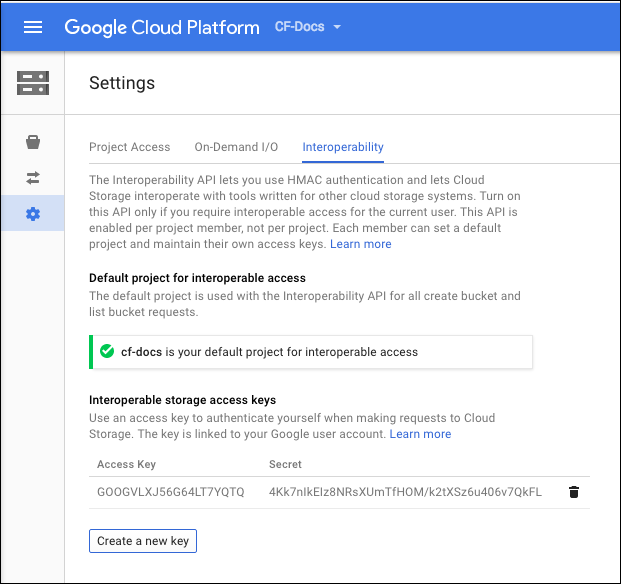 Google Cloud Platform CF-Docs
Settings
Project Access On-Demand I/O Interoperability
The Interoperability API lets you use HMAC authentication and lets Cloud
Storage interoperate with tools written for other cloud storage systems. Turn on
this API only if you require interoperable access for the current user. This API is
enabled per project member, not per project. Each member can set a default
project and maintain their own access keys. Learn more
Default project for interoperable access
The default project is used with the Interoperability API for all create bucket and
list bucket requests.
cf-docs is your default project for interoperable access
Interoperable storage access keys
Use an access key to authenticate yourself when making requests to Cloud
Storage. The key is linked to your Google user account. Learn more
Access Key Secret
GOOGVLXJ56G64LT7YQTQ 4Kk7nIkEIz8NRsXUmTfHOM/k2tXSz6u406v7QkFL
Create a new key